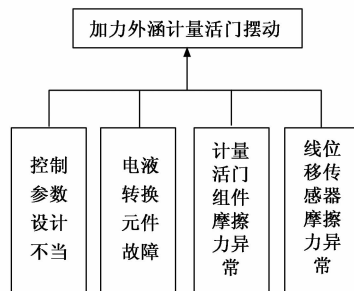 加力外涵计量活门摆动
控制
参数
设计
不当
电液
转换
元件
故障
计量
活门
组件
摩擦
力异
常
线位
移传
感器
摩擦
力异
常